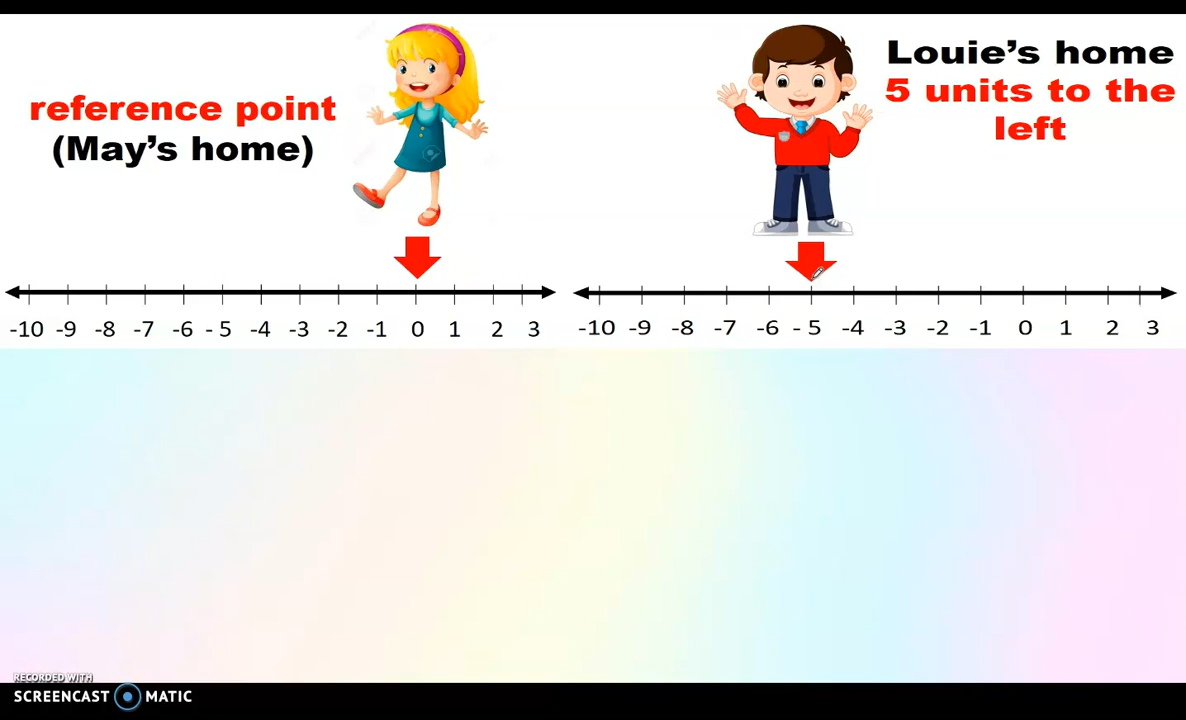 reference point
(May's home)
Louie's home
5 units to the
left
-10 -9 -8 -7 -6 - 5 -4 -3 -2 -1 0 1 2 3
-10 -9 -8 -7 -6 - 5 -4 -3 -2 -1 0 1 2 3
RECORDED WITH
SCREENCAST MATIC